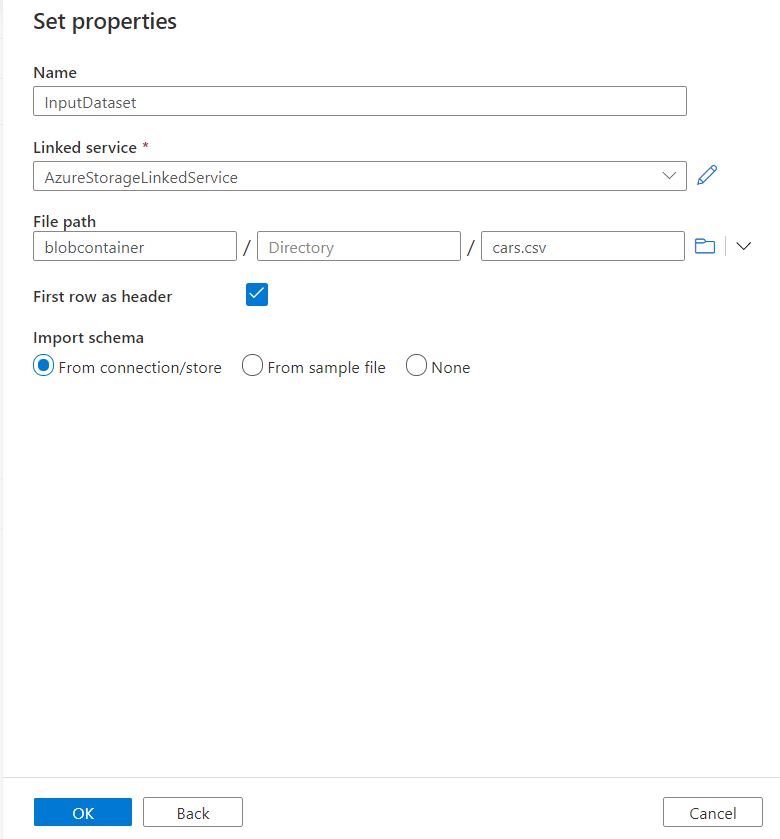 Set properties
Name
InputDataset
Linked service *
AzureStorageLinkedService
File path
blobcontainer / Directory / cars.csv
First row as header
Import schema
From connection/store From sample file None
OK Back Cancel